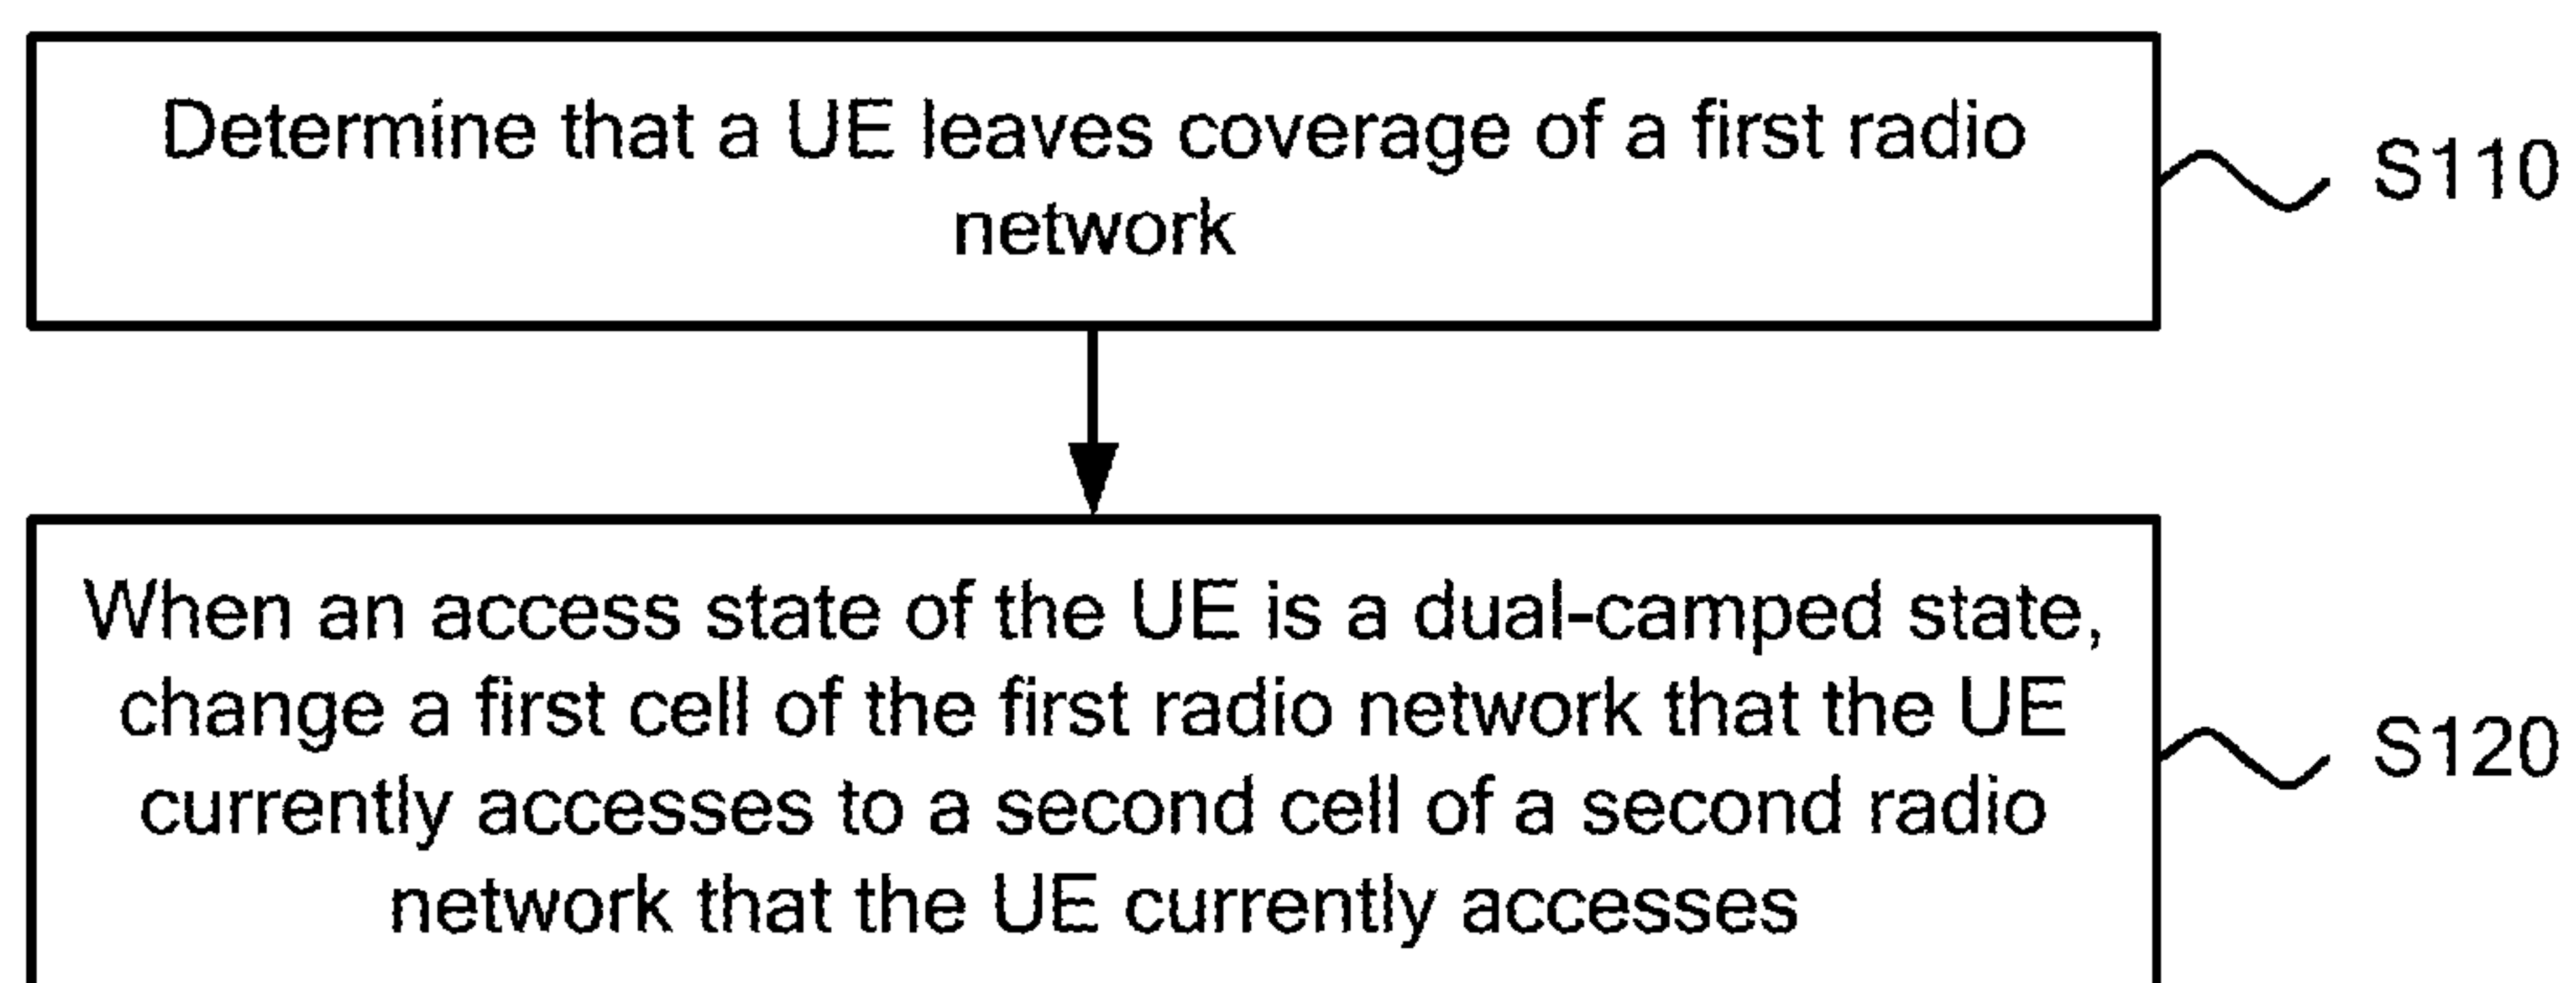 Determine that a UE leaves coverage of a first radio
network
S110
When an access state of the UE is a dual-camped state,
change a first cell of the first radio network that the UE
currently accesses to a second cell of a second radio
network that the UE currently accesses
S120